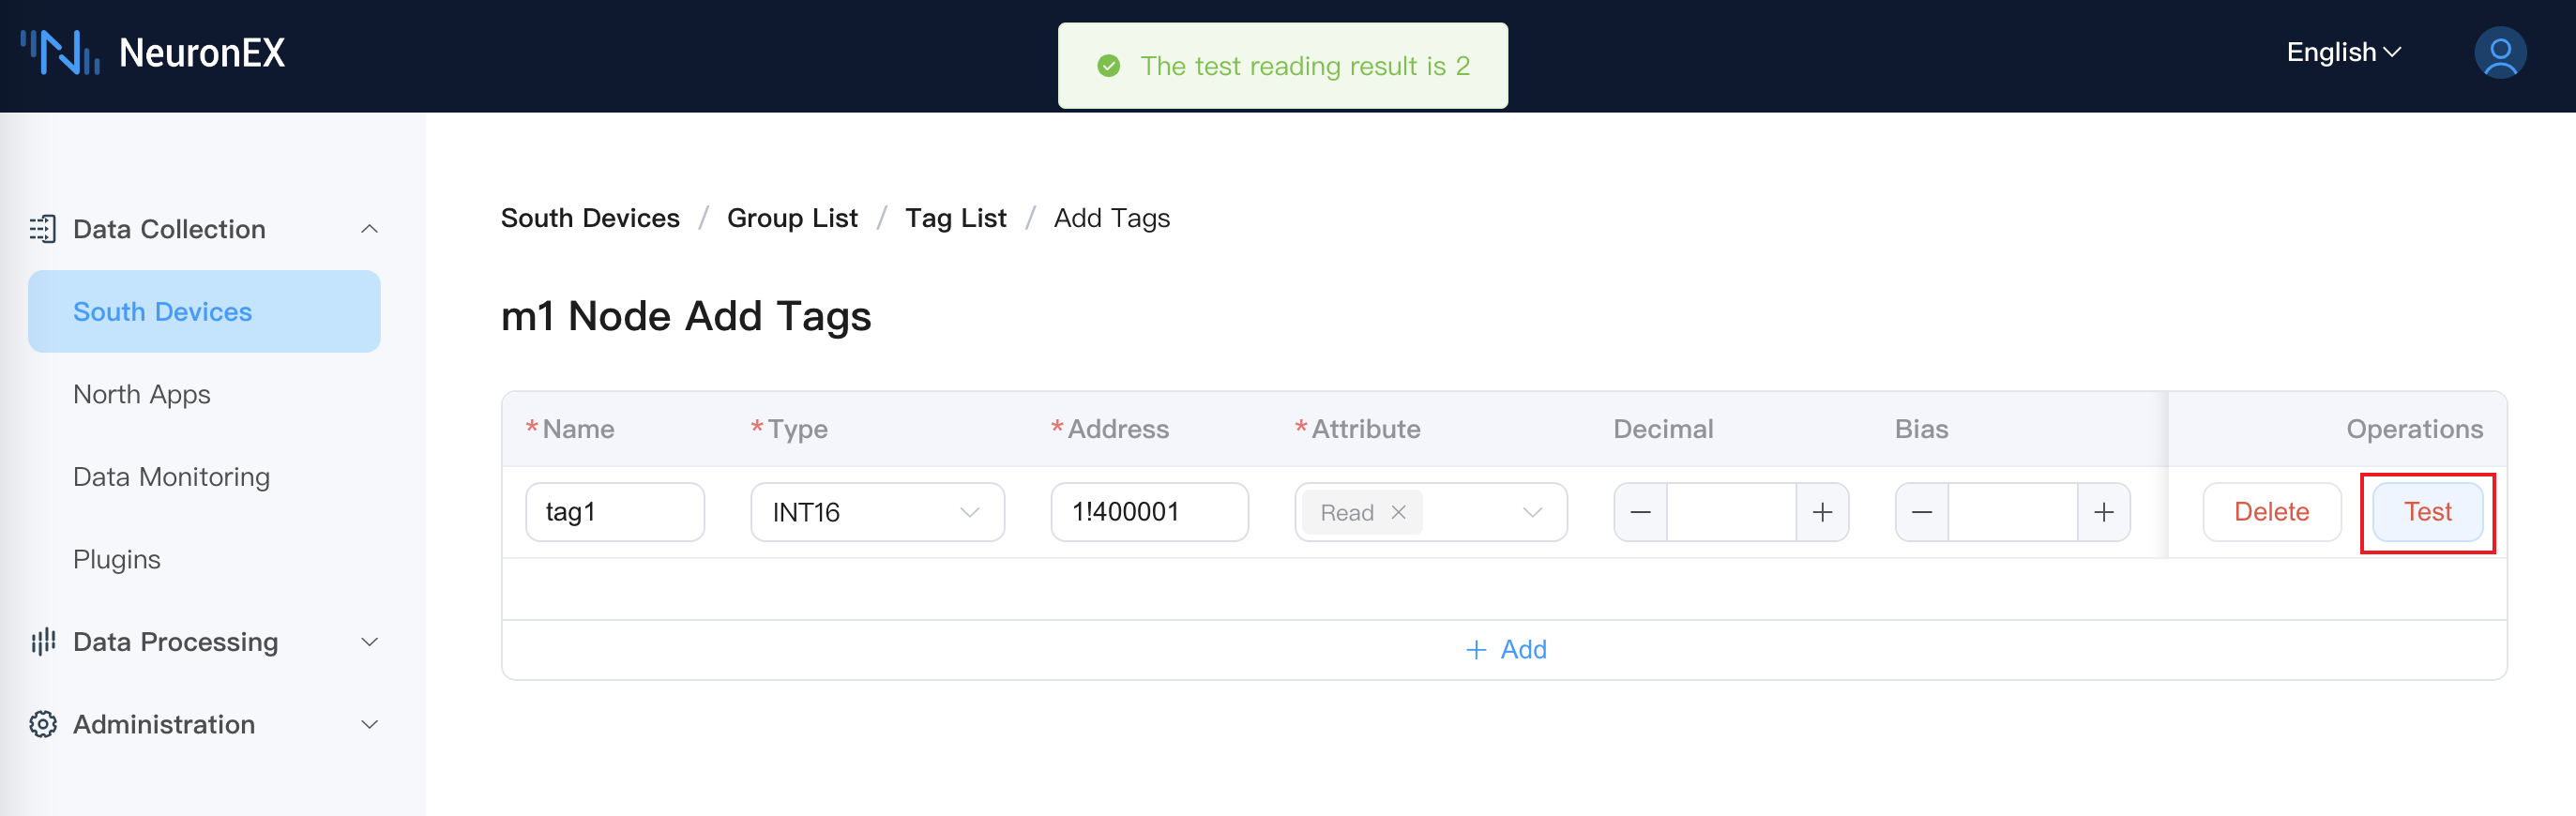 NeuronEX
The test reading result is 2
English
Data Collection
South Devices
North Apps
Data Monitoring
Plugins
Data Processing
Administration
South Devices / Group List / Tag List / Add Tags
m1 Node Add Tags
*Name *Type *Address *Attribute Decimal Bias Operations
tag1 INT16 1!400001 Read Delete Test
+ Add